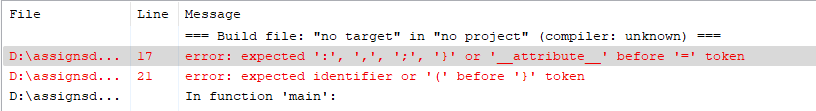 File Line Message
=== Build file: "no target" in "no project" (compiler: unknown) ===
D:\assignsd... 17 error: expected ':', ',', ';', '}' or '__attribute__' before '=' token
D:\assignsd... 21 error: expected identifier or '(' before '}' token
D:\assignsd... In function 'main':